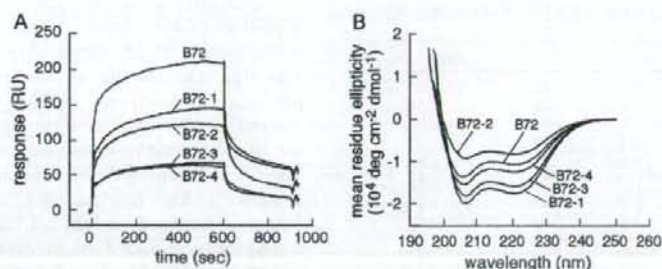 A
response (RU)
250
200
150
100
50
0
B72
B72-1
B72-2
B72-3
B72-4
0 200 400 600 800 1000
time (sec)
B
mean residue ellipticity
(10⁴ deg cm⁻² dmol⁻¹)
2
1
0
-1
-2
B72-2
B72
B72-4
B72-3
B72-1
190 200 210 220 230 240 250 260
wavelength (nm)